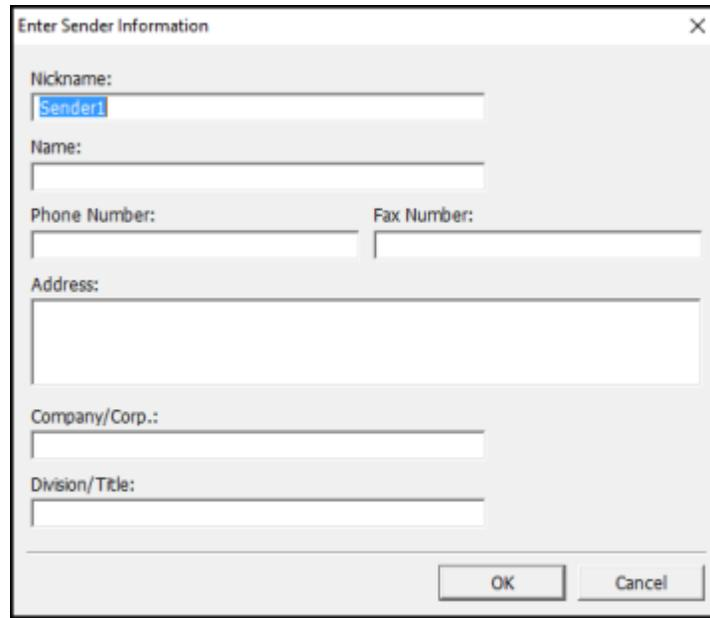 Enter Sender Information
Nickname:
Sender1
Name:
Phone Number: Fax Number:
Address:
Company/Corp.:
Division/Title:
OK Cancel